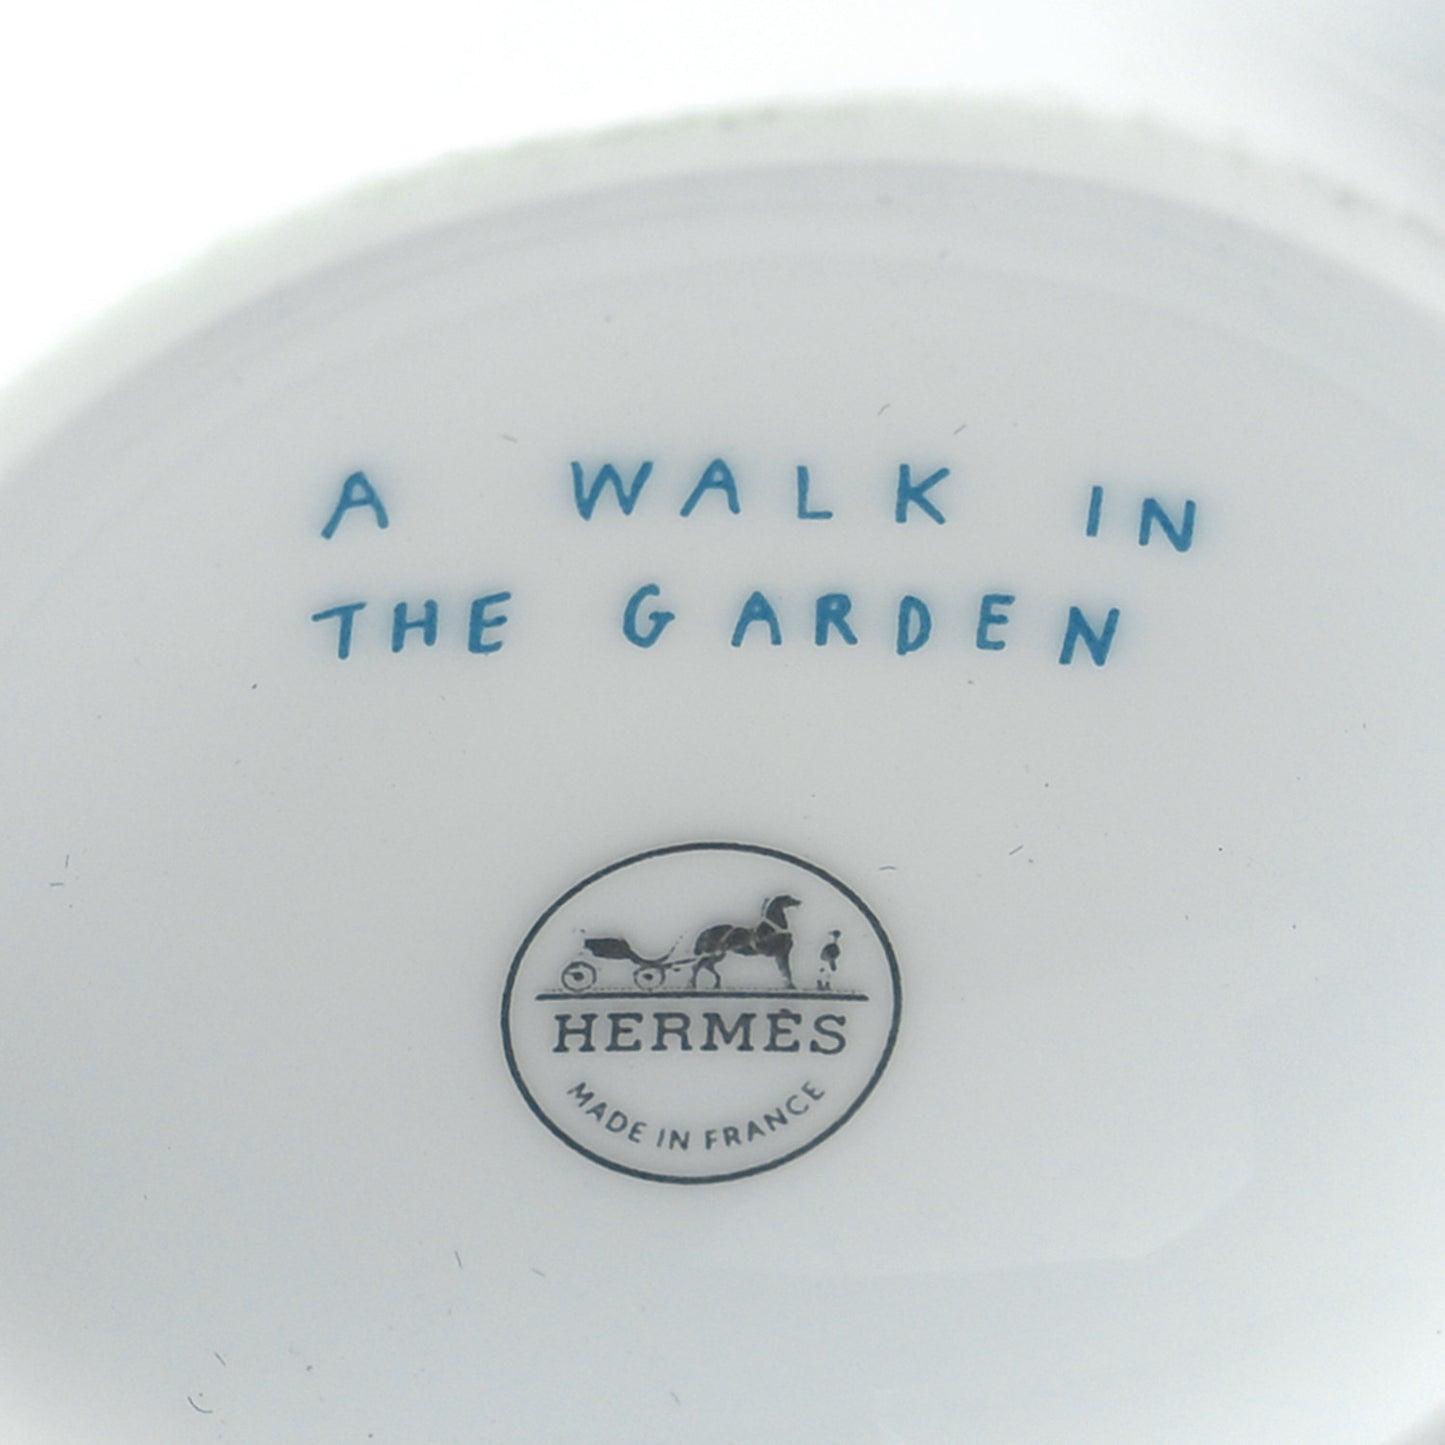 A WALK IN
THE GARDEN
HERMÈS
MADE IN FRANCE